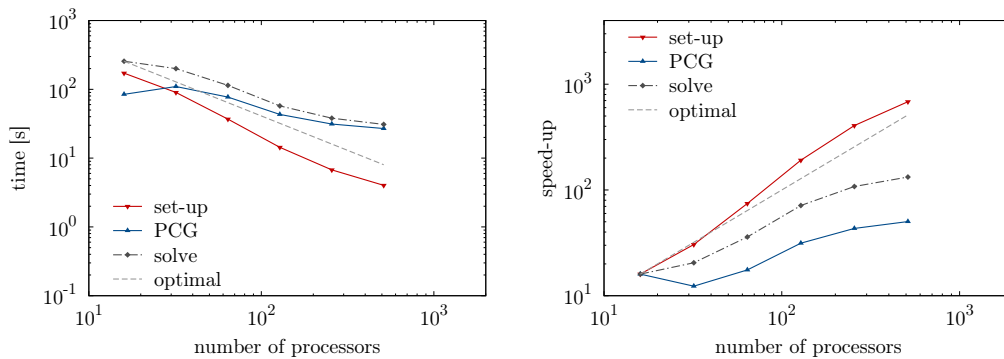 10^3
10^2
10^1
10^0
10^-1
time [s]
set-up
PCG
solve
optimal
10^1
10^2
10^3
number of processors
10^3
10^2
10^1
speed-up
set-up
PCG
solve
optimal
10^1
10^2
10^3
number of processors